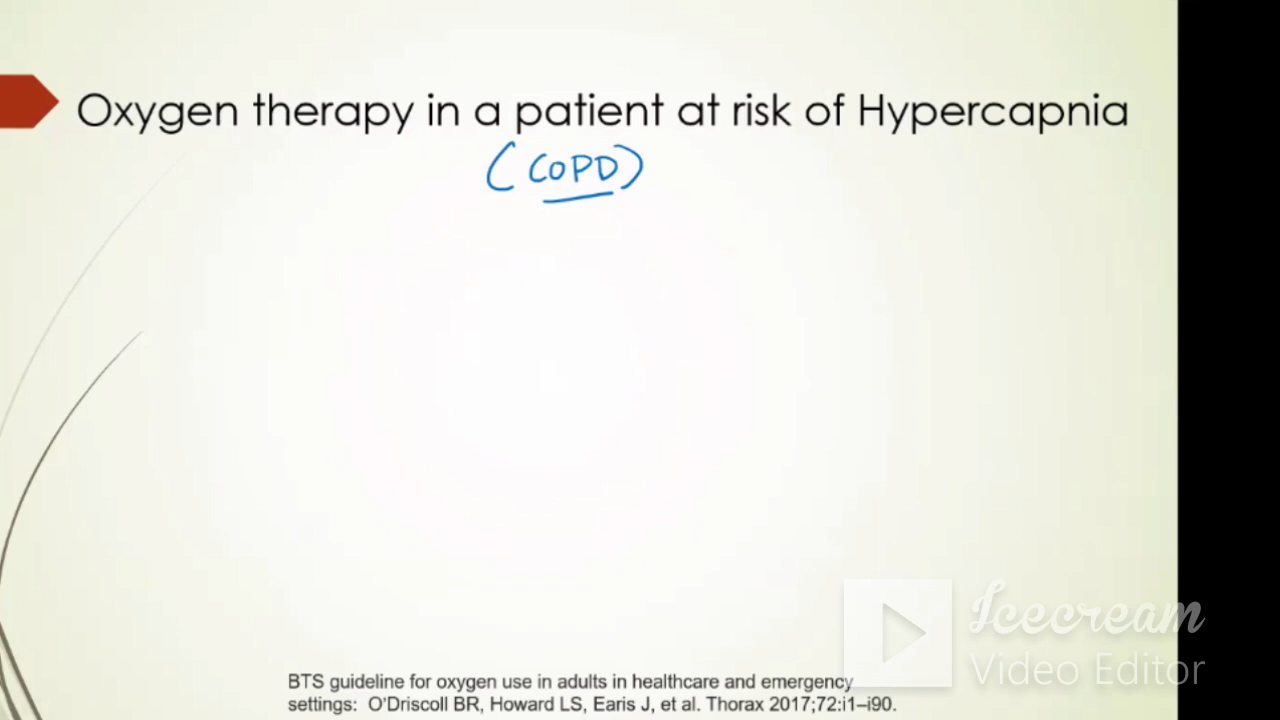 Oxygen therapy in a patient at risk of Hypercapnia
(COPD)
Icecream
Video Editor
BTS guideline for oxygen use in adults in healthcare and emergency
settings: O'Driscoll BR, Howard LS, Earis J, et al. Thorax 2017;72:i1–i90.